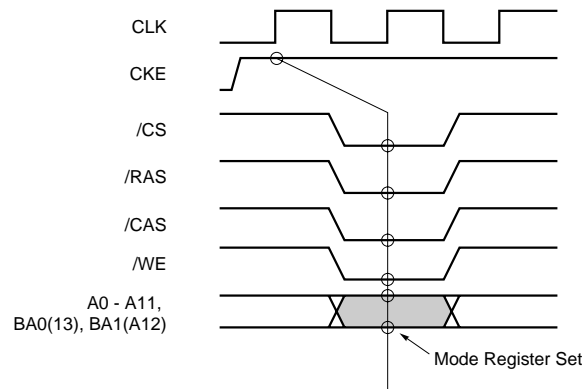 CLK
CKE
/CS
/RAS
/CAS
/WE
A0 - A11,
BA0(13), BA1(A12)
Mode Register Set